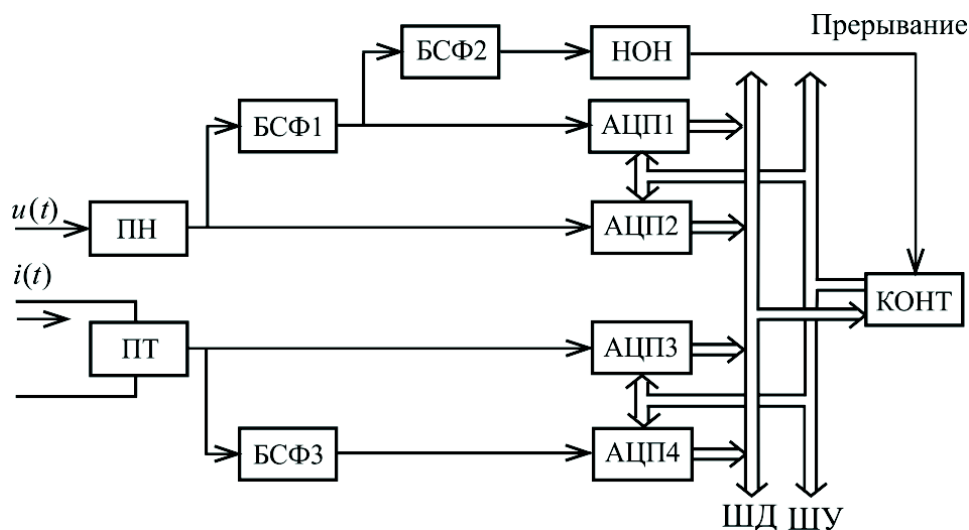 Прерывание
БСФ2
НОН
БСФ1
АЦП1
u(t)
ПН
АЦП2
i(t)
КОНТ
ПТ
АЦП3
БСФ3
АЦП4
ШД ШУ